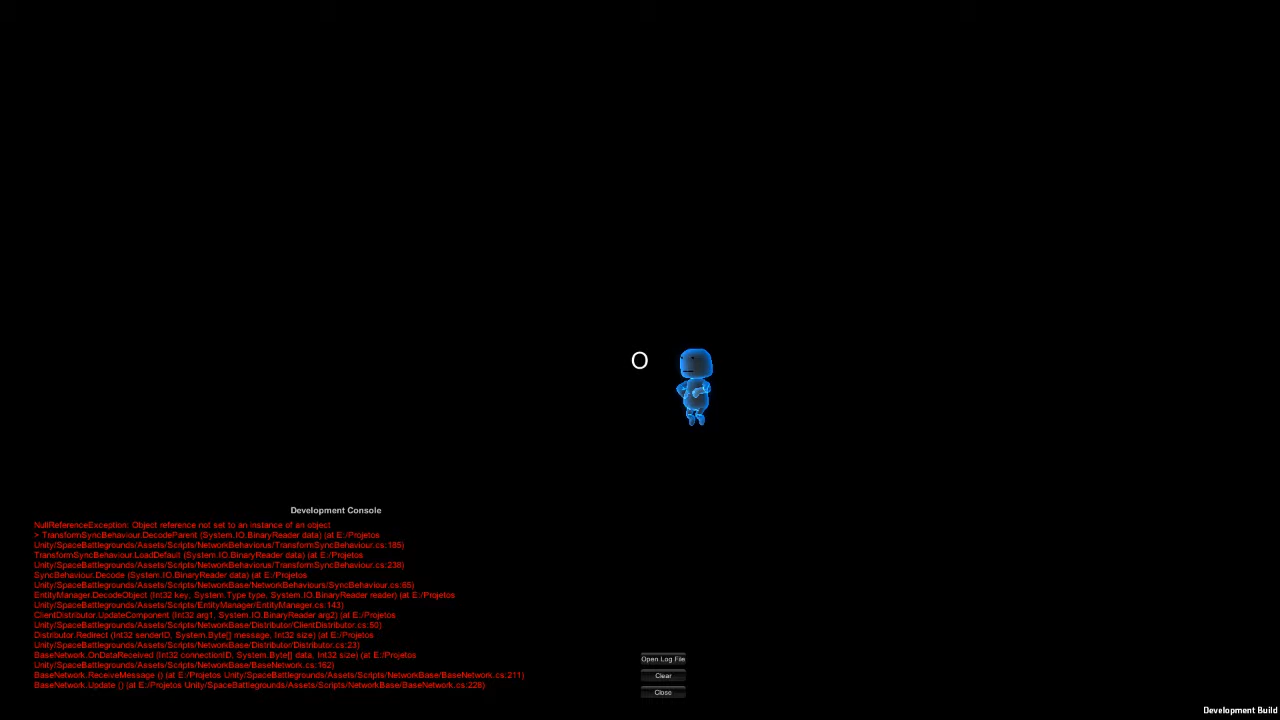 O
Development Console
NullReferenceException: Object reference not set to an instance of an object
> TransformSyncBehaviour.DecodeParent (System.IO.BinaryReader data) (at E:/Projetos
Unity/SpaceBattlegrounds/Assets/Scripts/NetworkBehaviorus/TransformSyncBehaviour.cs:185)
TransformSyncBehaviour.LoadDefault (System.IO.BinaryReader data) (at E:/Projetos
Unity/SpaceBattlegrounds/Assets/Scripts/NetworkBehaviorus/TransformSyncBehaviour.cs:238)
SyncBehaviour.Decode (System.IO.BinaryReader data) (at E:/Projetos
Unity/SpaceBattlegrounds/Assets/Scripts/NetworkBase/NetworkBehaviours/SyncBehaviour.cs:65)
EntityManager.DecodeObject (Int32 key, System.Type type, System.IO.BinaryReader reader) (at E:/Projetos
Unity/SpaceBattlegrounds/Assets/Scripts/EntityManager/EntityManager.cs:143)
ClientDistributor.UpdateComponent (Int32 arg1, System.IO.BinaryReader arg2) (at E:/Projetos
Unity/SpaceBattlegrounds/Assets/Scripts/NetworkBase/Distributor/ClientDistributor.cs:50)
Distributor.Redirect (Int32 senderID, System.Byte[] message, Int32 size) (at E:/Projetos
Unity/SpaceBattlegrounds/Assets/Scripts/NetworkBase/Distributor/Distributor.cs:23)
BaseNetwork.OnDataReceived (Int32 connectionID, System.Byte[] data, Int32 size) (at E:/Projetos
Unity/SpaceBattlegrounds/Assets/Scripts/NetworkBase/BaseNetwork.cs:162)
BaseNetwork.ReceiveMessage () (at E:/Projetos Unity/SpaceBattlegrounds/Assets/Scripts/NetworkBase/BaseNetwork.cs:211)
BaseNetwork.Update () (at E:/Projetos Unity/SpaceBattlegrounds/Assets/Scripts/NetworkBase/BaseNetwork.cs:228)
Open Log File
Clear
Close
Development Build